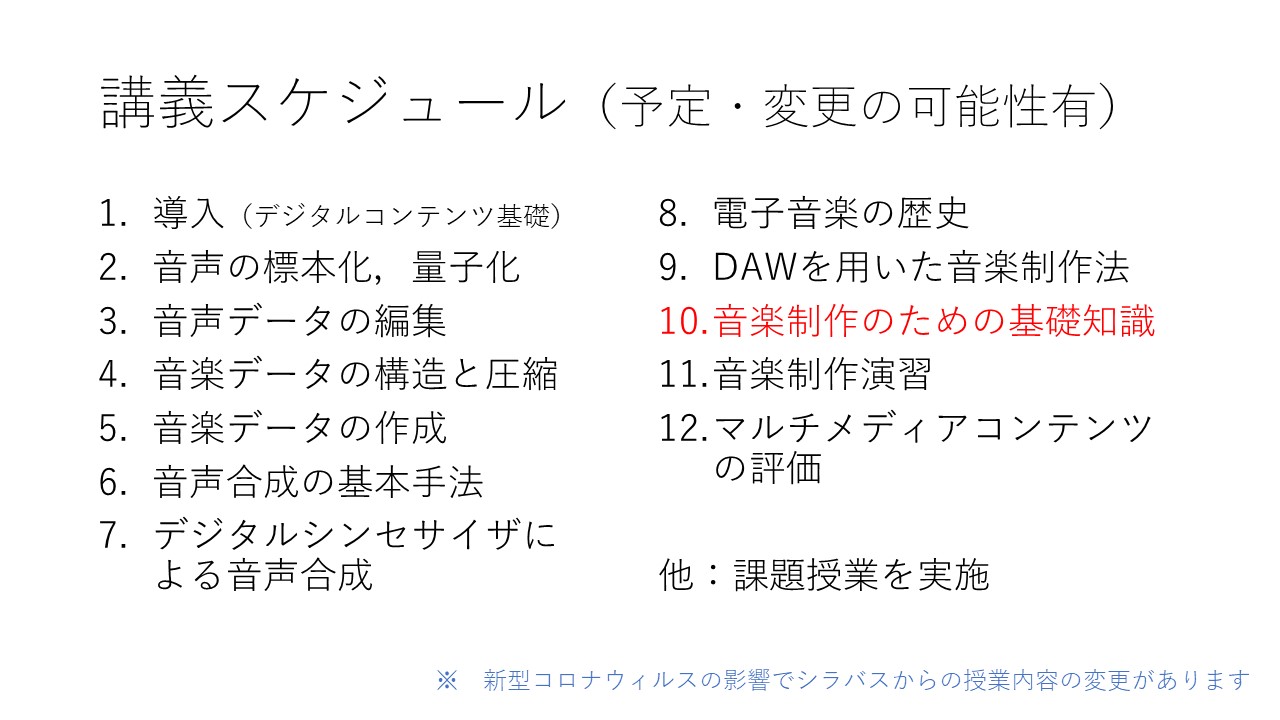 講義スケジュール（予定・変更の可能性有）
1. 導入（デジタルコンテンツ基礎）
2. 音声の標本化，量子化
3. 音声データの編集
4. 音楽データの構造と圧縮
5. 音楽データの作成
6. 音声合成の基本手法
7. デジタルシンセサイザに
よる音声合成
8. 電子音楽の歴史
9. DAWを用いた音楽制作法
10.音楽制作のための基礎知識
11.音楽制作演習
12.マルチメディアコンテンツ
の評価
他：課題授業を実施
※　新型コロナウィルスの影響でシラバスからの授業内容の変更があります